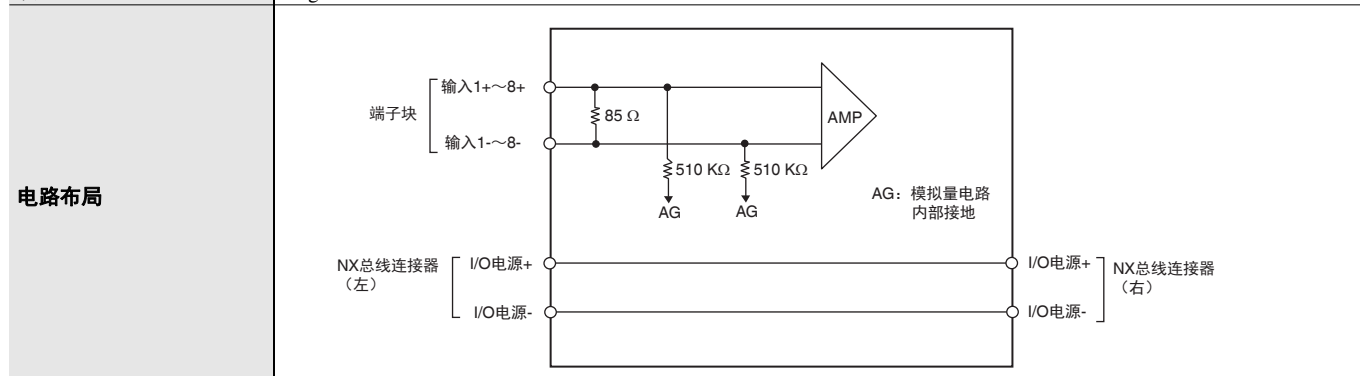 电路布局
端子块
输入1+～8+
输入1-～8-
85 Ω
510 KΩ
510 KΩ
AG
AG
AMP
AG：模拟量电路
内部接地
NX总线连接器
（左）
I/O电源+
I/O电源-
I/O电源+
I/O电源-
NX总线连接器
（右）